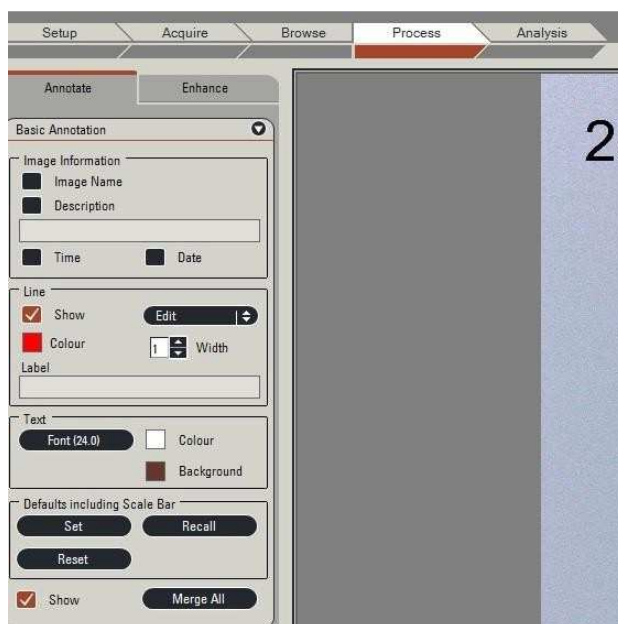 Setup Acquire Browse Process Analysis
Annotate Enhance
Basic Annotation
Image Information
Image Name
Description
Time Date
Line
Show Edit
Colour 1 Width
Label
Text
Font (24.0) Colour
Background
Defaults including Scale Bar
Set Recall
Reset
Show Merge All
2